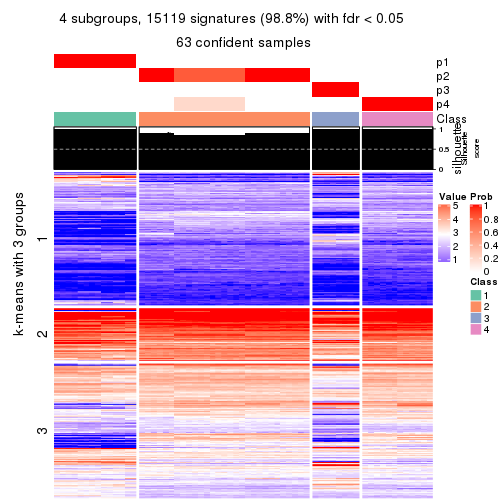 4 subgroups, 15119 signatures (98.8%) with fdr < 0.05
63 confident samples
p1
p2
p3
p4
Class
1
0.5
0
silhouette
Silhouette
score
k-means with 3 groups
1
2
3
Value
5
4
3
2
1
Prob
1
0.8
0.6
0.4
0.2
0
Class
1
2
3
4